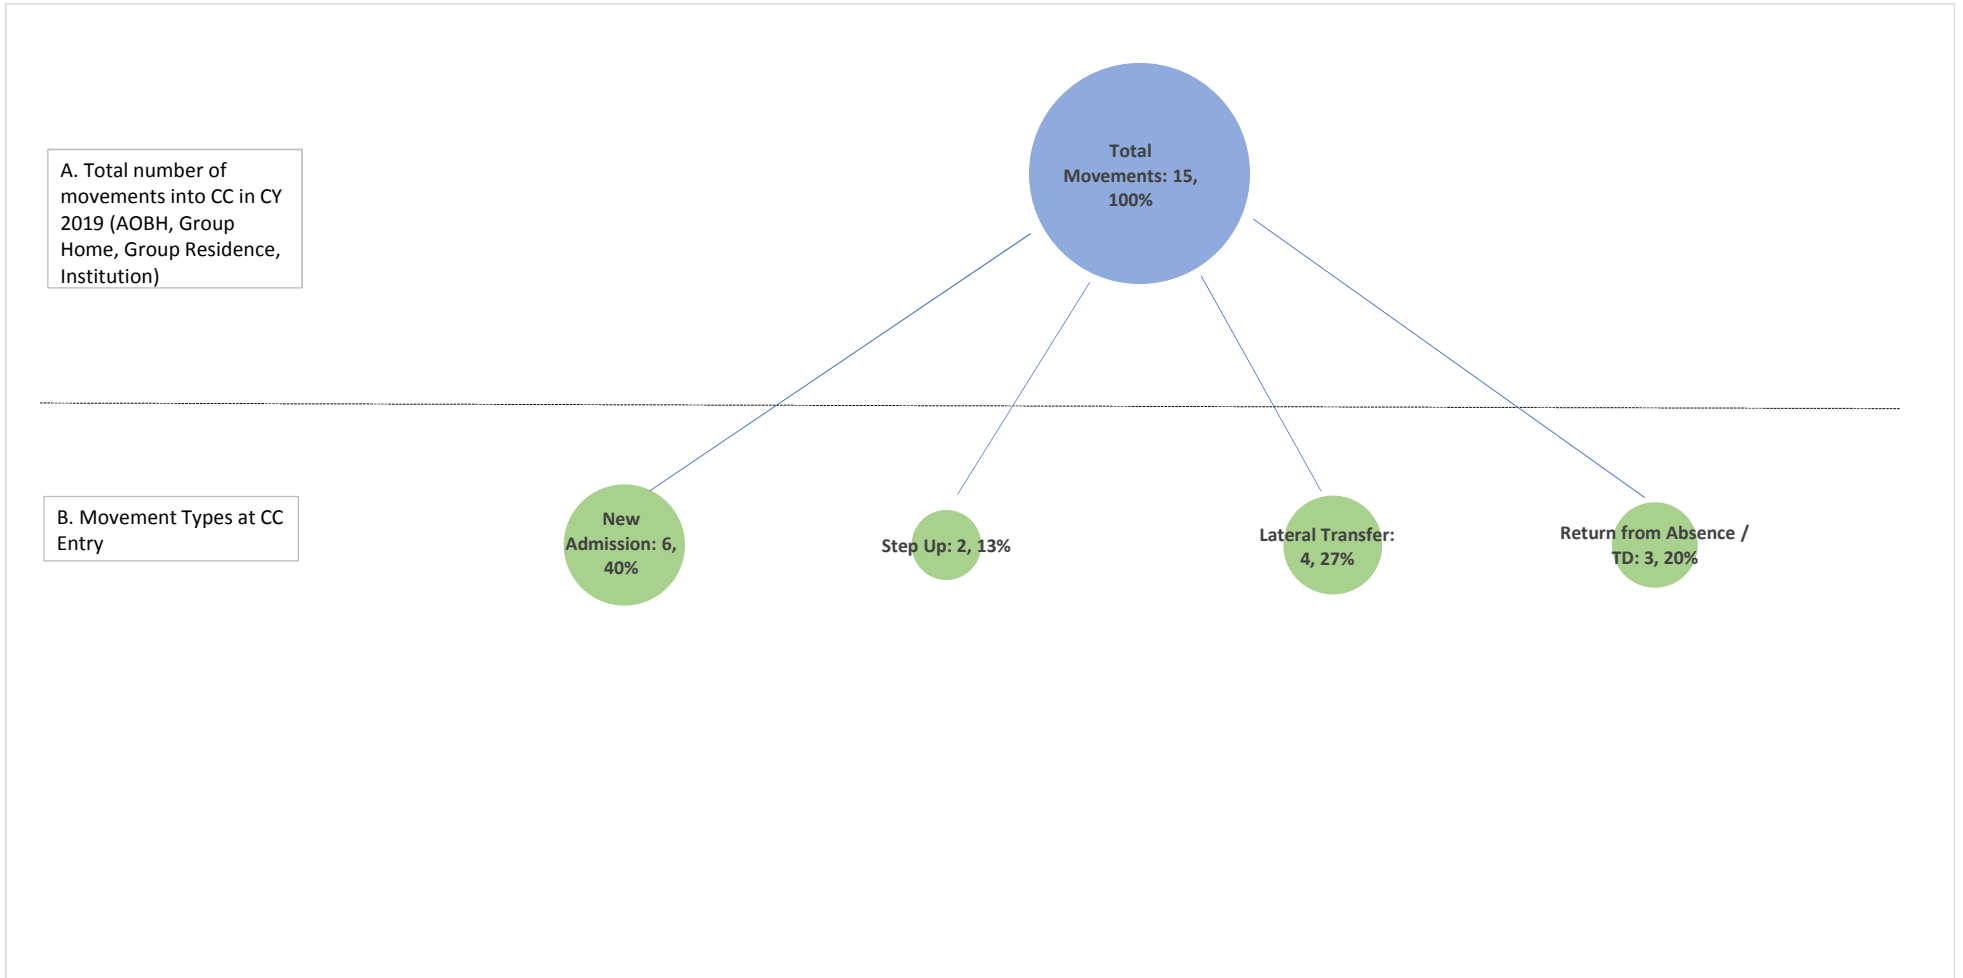 Total
Movements: 15,
100%
A. Total number of
movements into CC in CY
2019 (AOBH, Group
Home, Group Residence,
Institution)
B. Movement Types at CC
Entry
New
Admission: 6,
40%
Step Up: 2, 13%
Lateral Transfer:
4, 27%
Return from Absence /
TD: 3, 20%